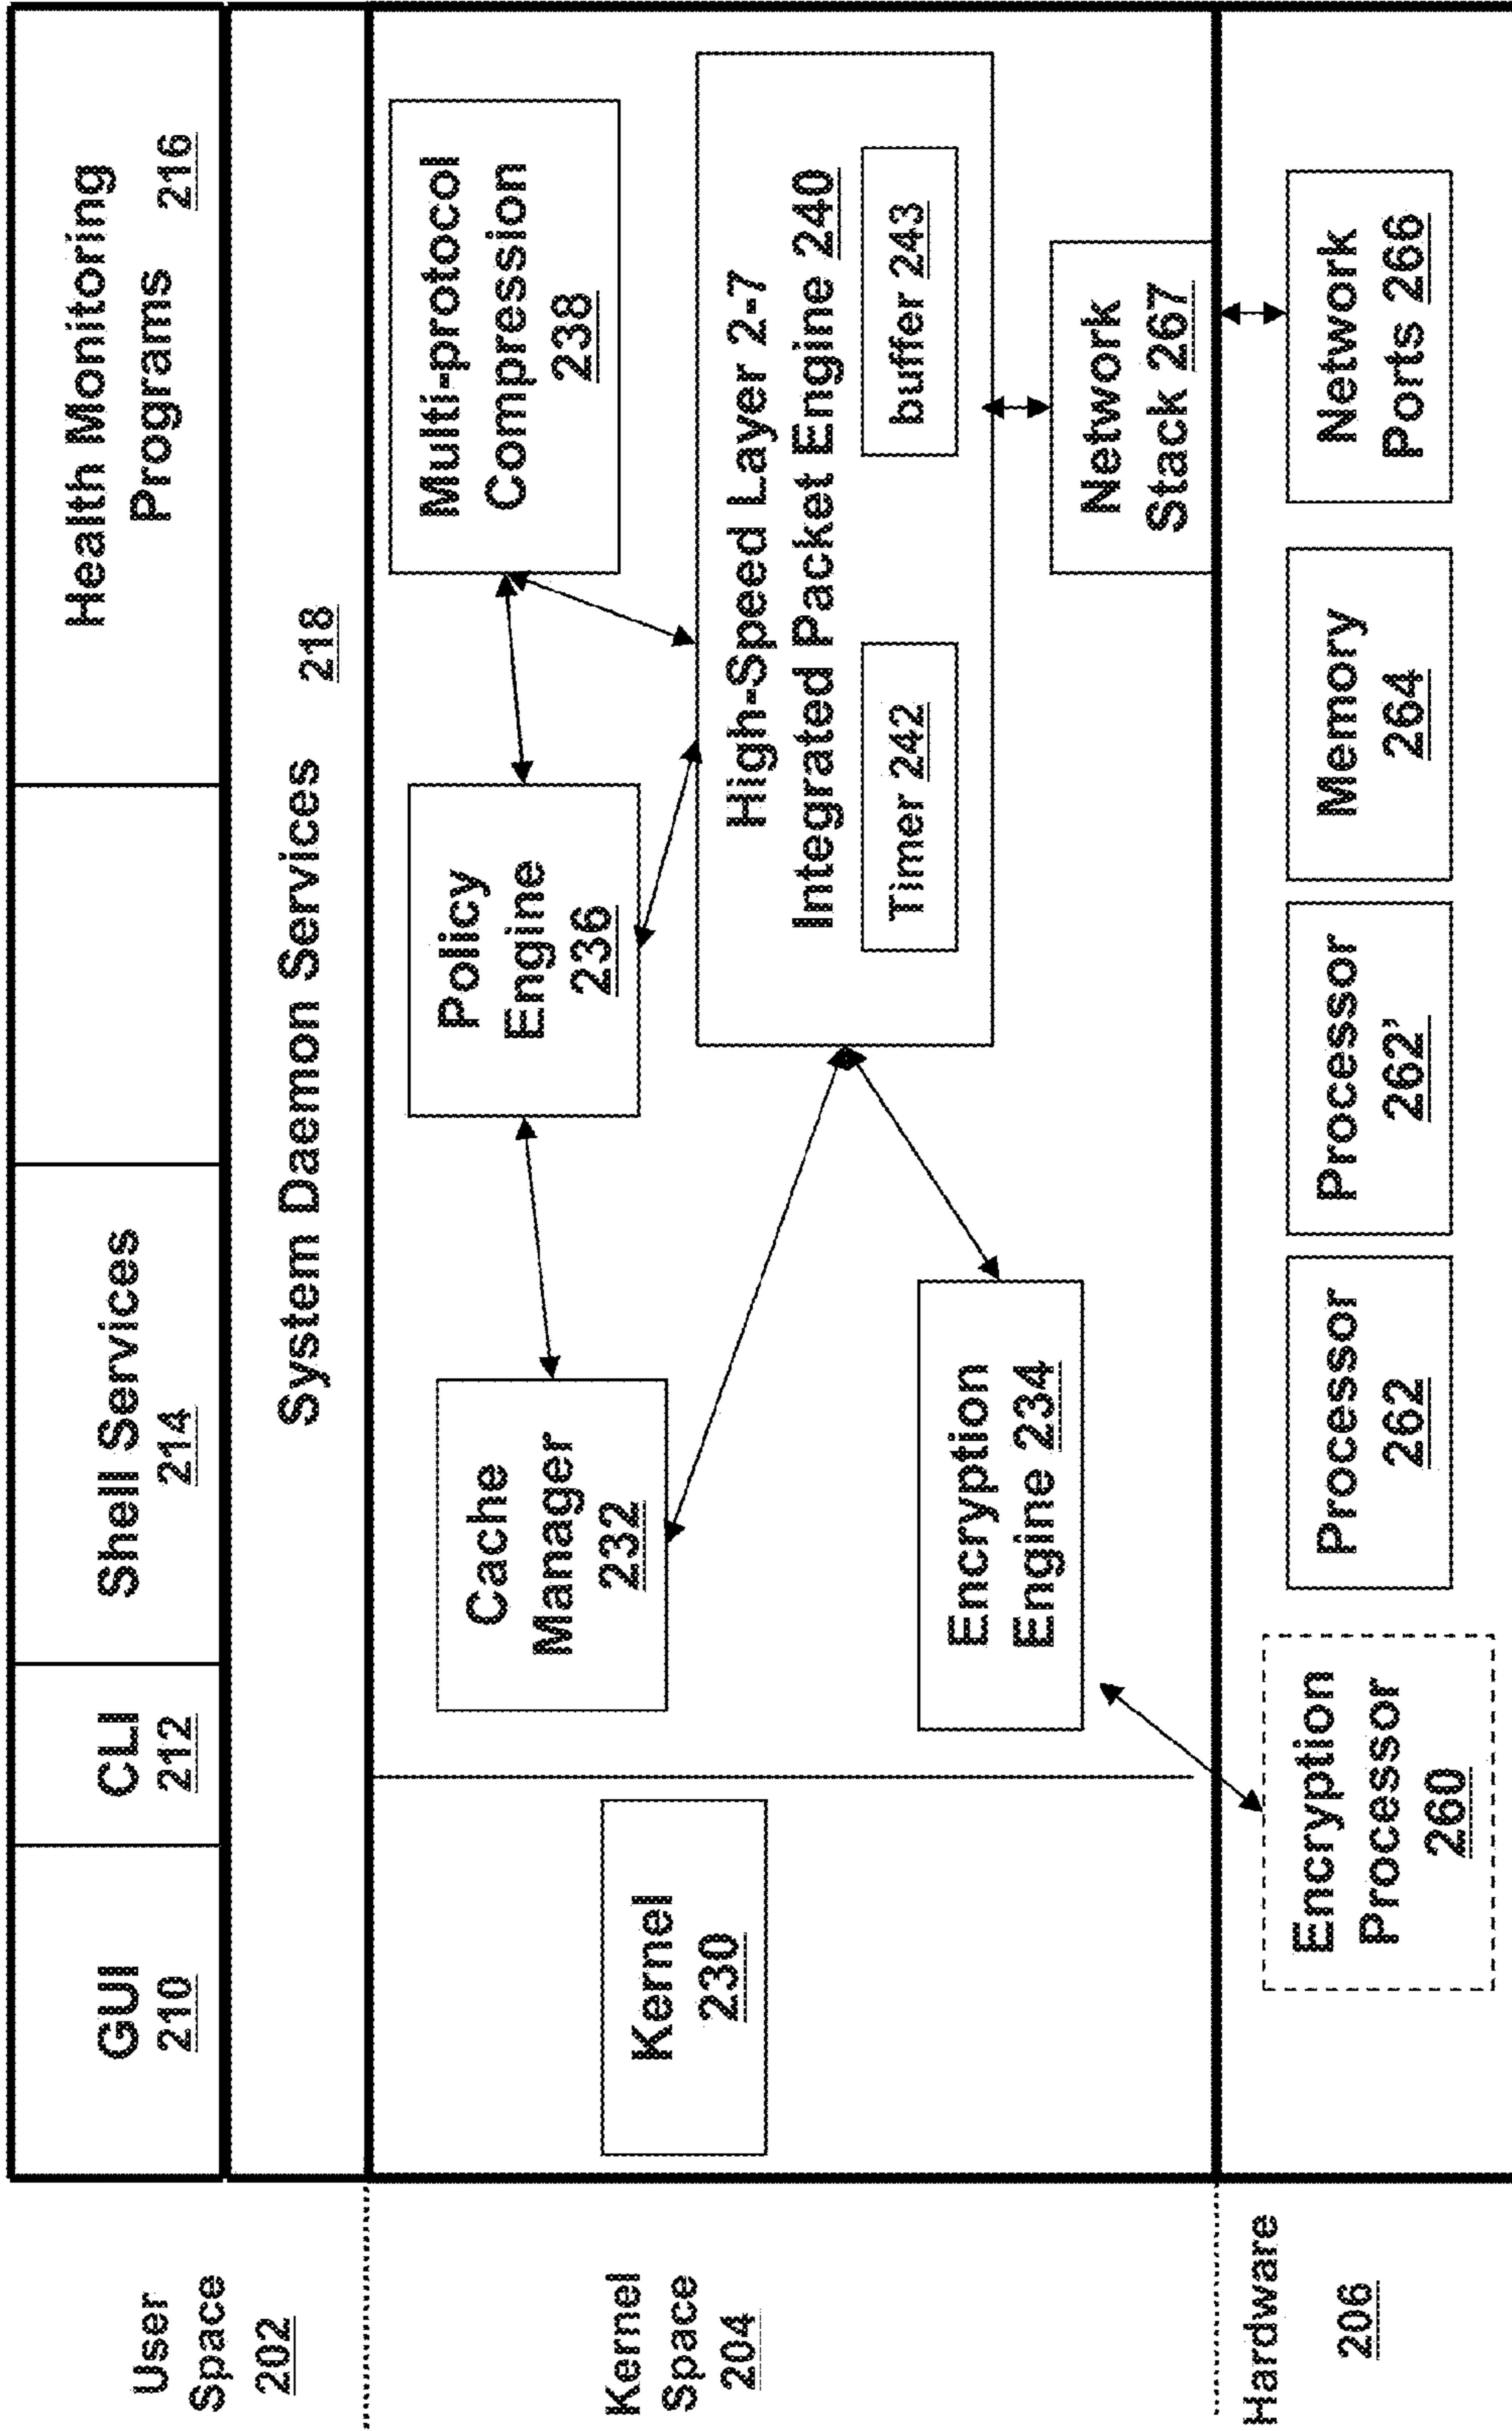 User
Space
202
GUI
210
CLI
212
Shell Services
214
Health Monitoring
Programs 216
System Daemon Services 218
Kernel
Space
204
Kernel
230
Cache
Manager
232
Policy
Engine
236
Multi-protocol
Compression
238
High-Speed Layer 2-7
Integrated Packet Engine 240
Timer 242
buffer 243
Encryption
Engine 234
Network
Stack 267
Hardware
206
Encryption
Processor
260
Processor
262
Processor
262'
Memory
264
Network
Ports 266